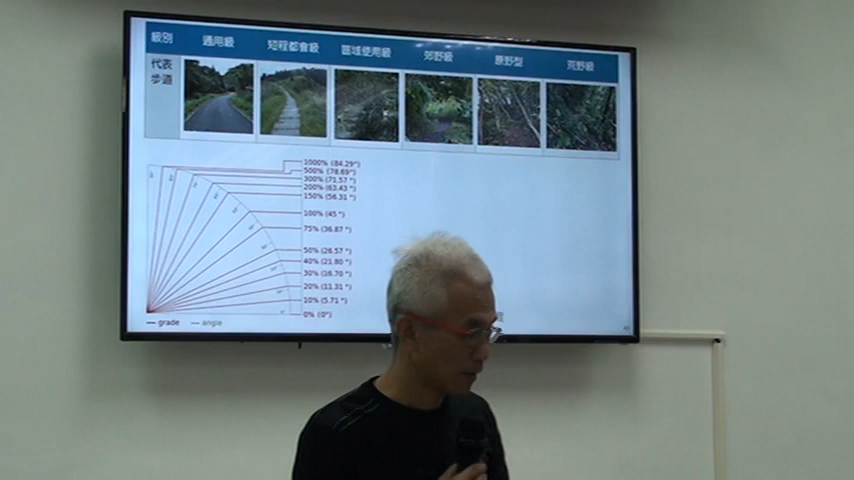 級別 通用級 短程都會級 區域使用級 郊野級 原野型 荒野級
代表
步道
1000% (84.29°)
500% (78.69°)
300% (71.57 °)
200% (63.43 °)
150% (56.31 °)
100% (45 °)
75% (36.87 °)
50% (26.57 °)
40% (21.80 °)
30% (16.70 °)
20% (11.31 °)
10% (5.71 °)
0% (0°)
grade angle